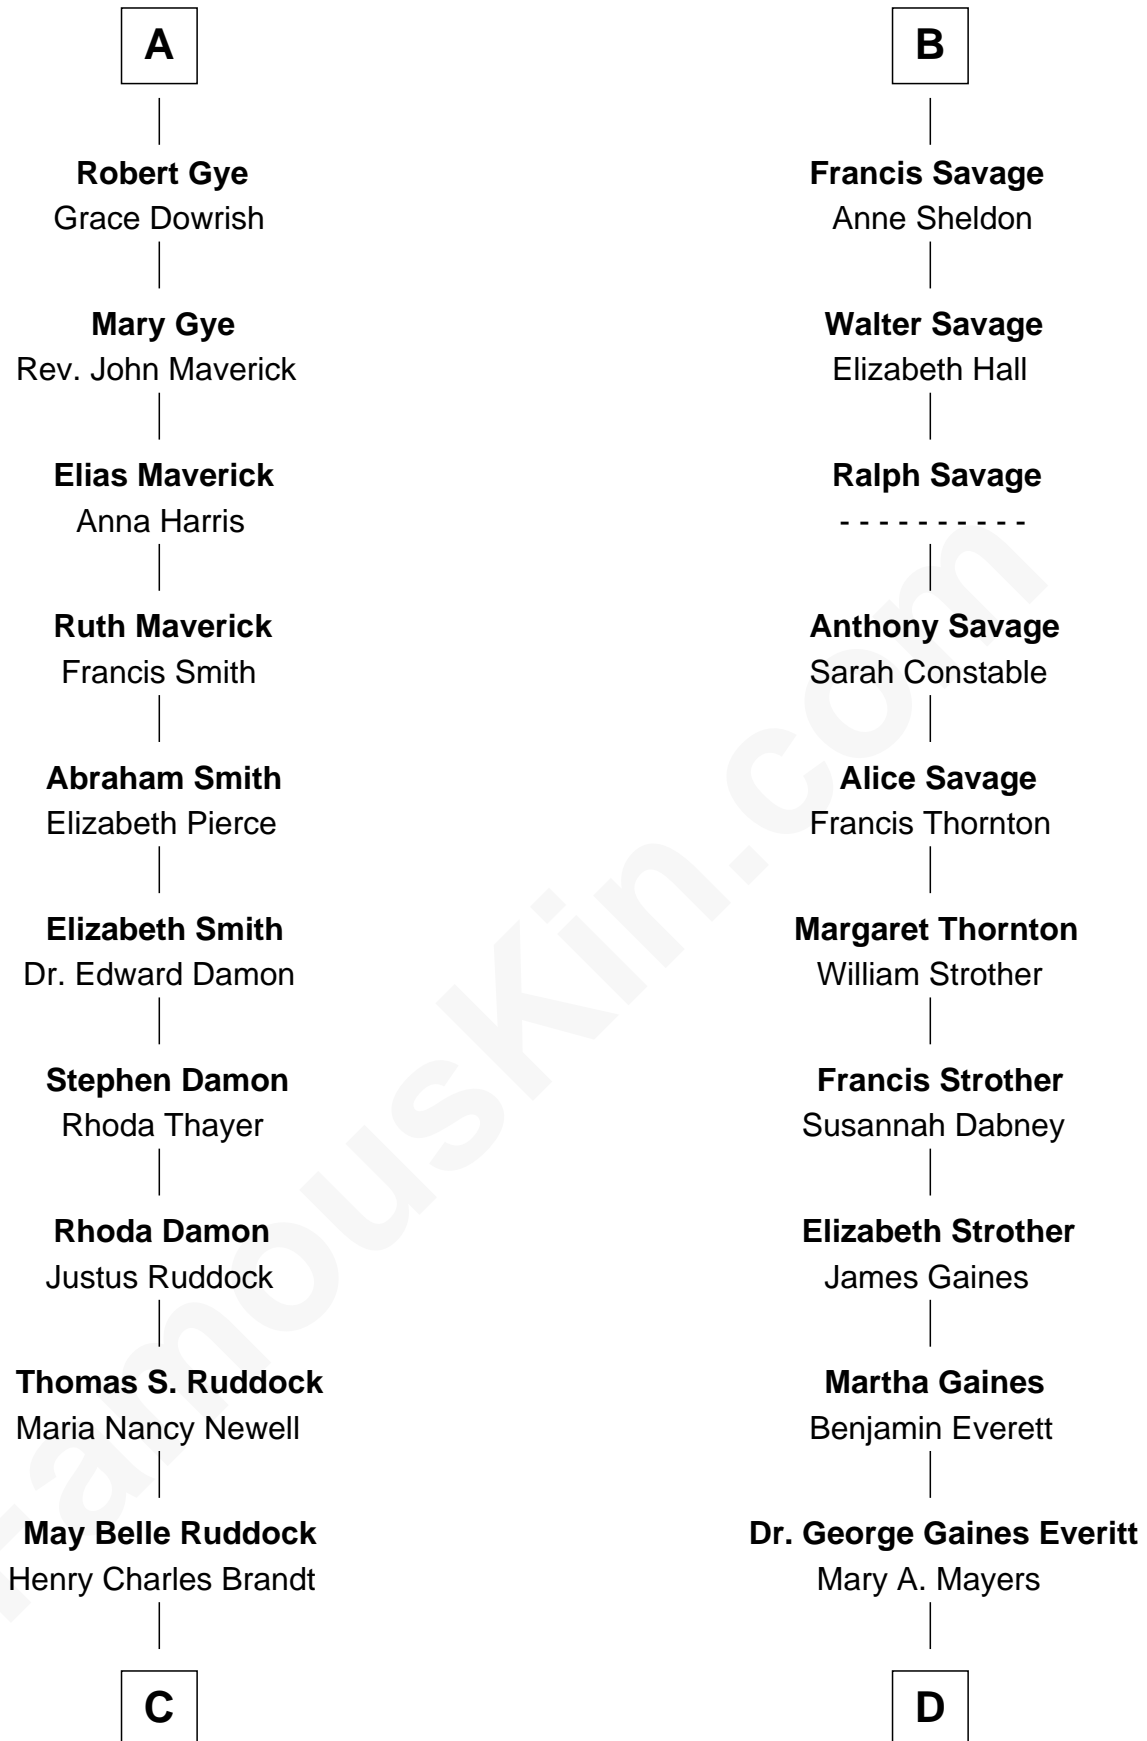 A
Robert Gye
Grace Dowrish
Mary Gye
Rev. John Maverick
Elias Maverick
Anna Harris
Ruth Maverick
Francis Smith
Abraham Smith
Elizabeth Pierce
Elizabeth Smith
Dr. Edward Damon
Stephen Damon
Rhoda Thayer
Rhoda Damon
Justus Ruddock
Thomas S. Ruddock
Maria Nancy Newell
May Belle Ruddock
Henry Charles Brandt
C
B
Francis Savage
Anne Sheldon
Walter Savage
Elizabeth Hall
Ralph Savage
- - - - - - - - - -
Anthony Savage
Sarah Constable
Alice Savage
Francis Thornton
Margaret Thornton
William Strother
Francis Strother
Susannah Dabney
Elizabeth Strother
James Gaines
Martha Gaines
Benjamin Everett
Dr. George Gaines Everitt
Mary A. Mayers
D
FamousKin.com